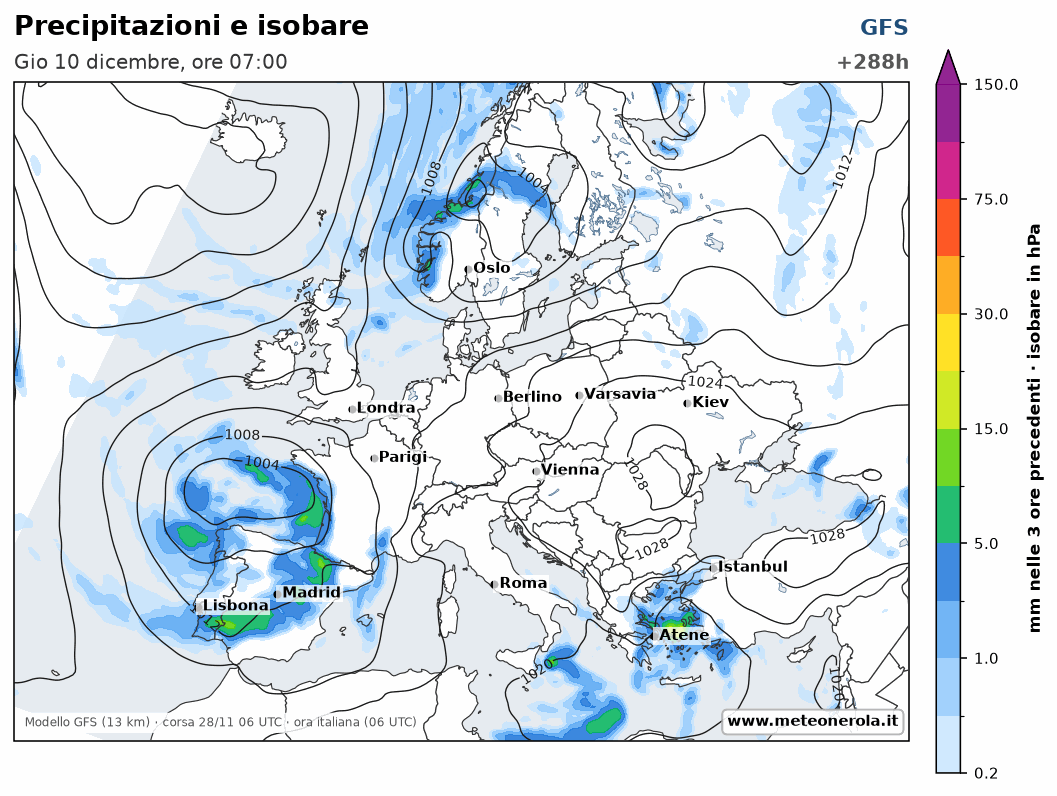 Precipitazioni e isobare
GFS
Gio 10 dicembre, ore 07:00
+288h
150.0
75.0
30.0
15.0
5.0
1.0
0.2
mm nelle 3 ore precedenti · isobare in hPa
1012
1008
1004
Oslo
1024
Berlino
Varsavia
Kiev
Londra
1008
1004
Parigi
Vienna
028
1028
1028
Istanbul
Roma
Madrid
Lisbona
Atene
1020
1020
Modello GFS (13 km) · corsa 28/11 06 UTC · ora italiana (06 UTC)
www.meteonerola.it